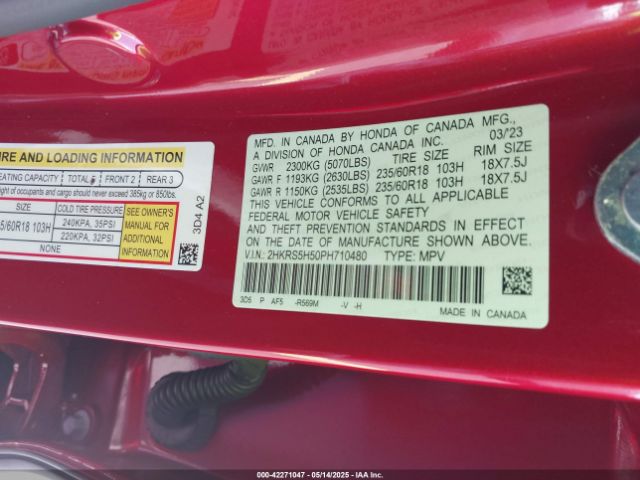 IRE AND LOADING INFORMATION
EATING CAPACITY TOTAL 5 FRONT 2 REAR 3
ight of occupants and cargo should never exceed 385kg or 850lbs.
SIZE COLD TIRE PRESSURE
5/60R18 103H 240KPA, 35PSI
220KPA, 32PSI
NONE
SEE OWNER'S
MANUAL FOR
ADDITIONAL
INFORMATION
3D4 A2
MFD. IN CANADA BY HONDA OF CANADA MFG.,
A DIVISION OF HONDA CANADA INC. 03/'23
GVWR 2300KG (5070LBS) TIRE SIZE RIM SIZE
GAWR F 1193KG (2630LBS) 235/60R18 103H 18X7.5J
GAWR R 1150KG (2535LBS) 235/60R18 103H 18X7.5J
THIS VEHICLE CONFORMS TO ALL APPLICABLE
FEDERAL MOTOR VEHICLE SAFETY
AND THEFT PREVENTION STANDARDS IN EFFECT
ON THE DATE OF MANUFACTURE SHOWN ABOVE.
V.I.N.: 2HKRS5H50PH710480 TYPE: MPV
3D5 P AF5 -R569M -V -H
MADE IN CANADA
000-42271047 - 05/14/2025 - IAAC